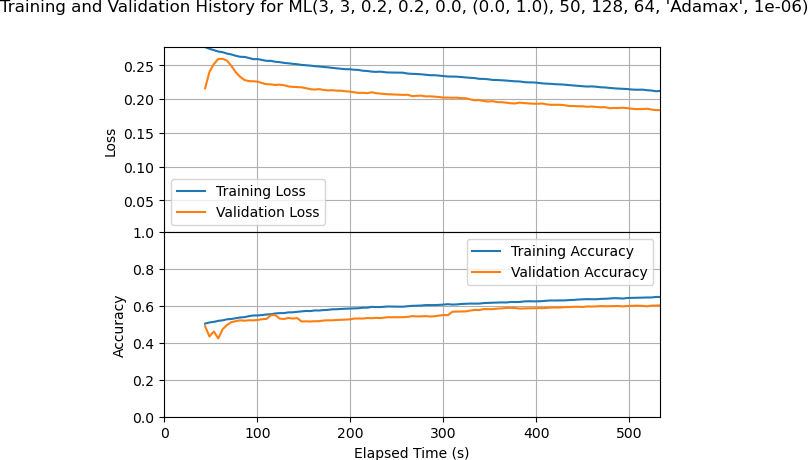 Training and Validation History for ML(3, 3, 0.2, 0.2, 0.0, (0.0, 1.0), 50, 128, 64, 'Adamax', 1e-06)
0.25
0.20
0.15
0.10
0.05
Loss
Training Loss
Validation Loss
1.0
0.8
0.6
0.4
0.2
0.0
Accuracy
Training Accuracy
Validation Accuracy
0 100 200 300 400 500
Elapsed Time (s)